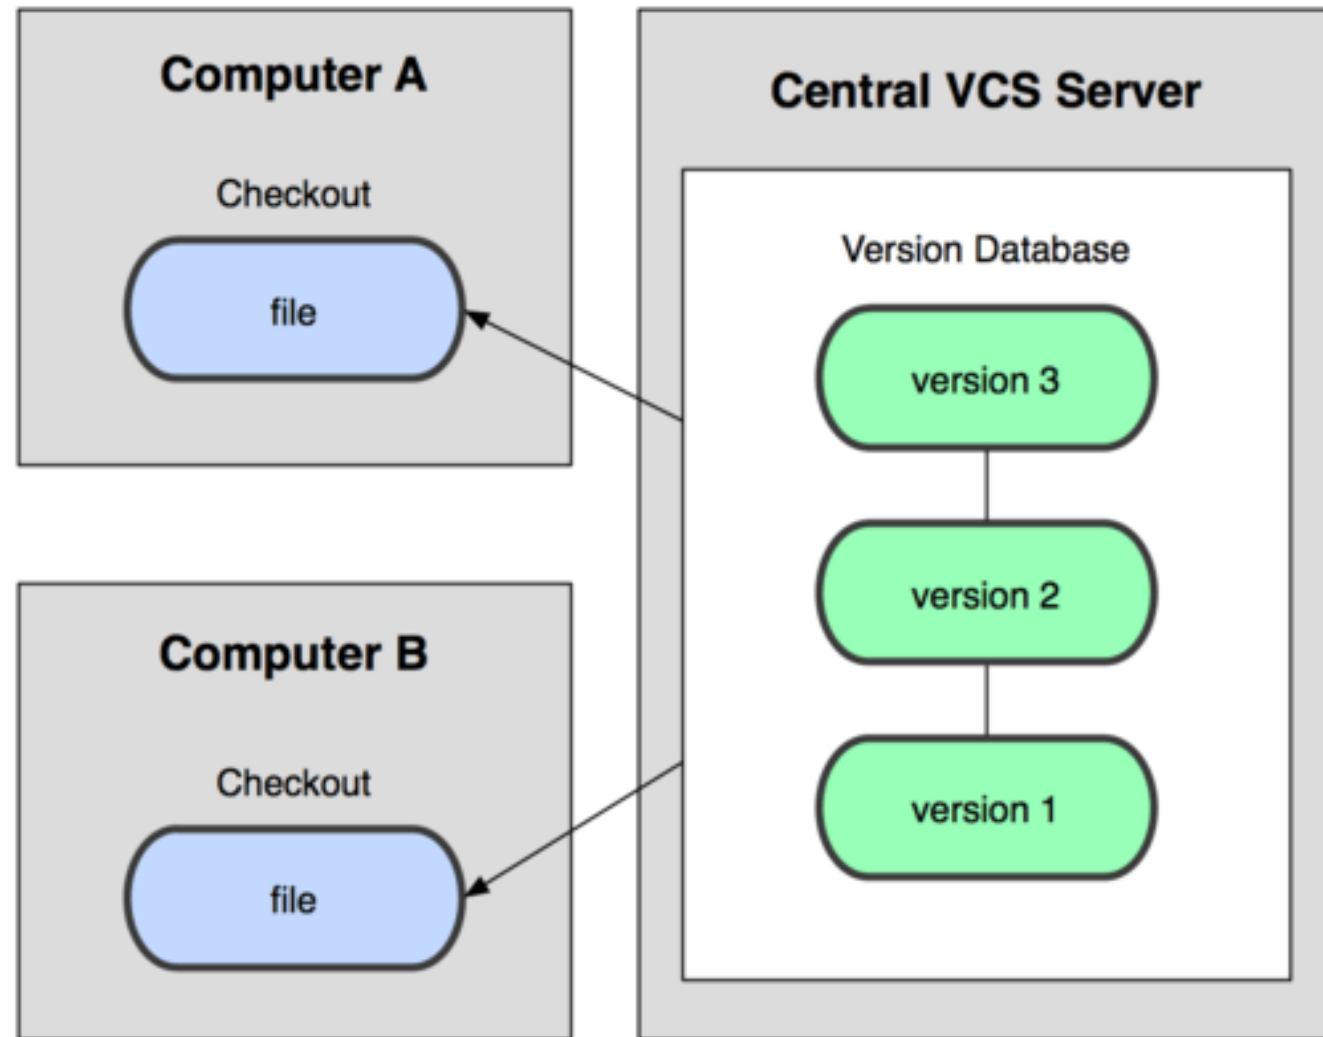 Computer A
Checkout
file
Computer B
Checkout
file
Central VCS Server
Version Database
version 3
version 2
version 1